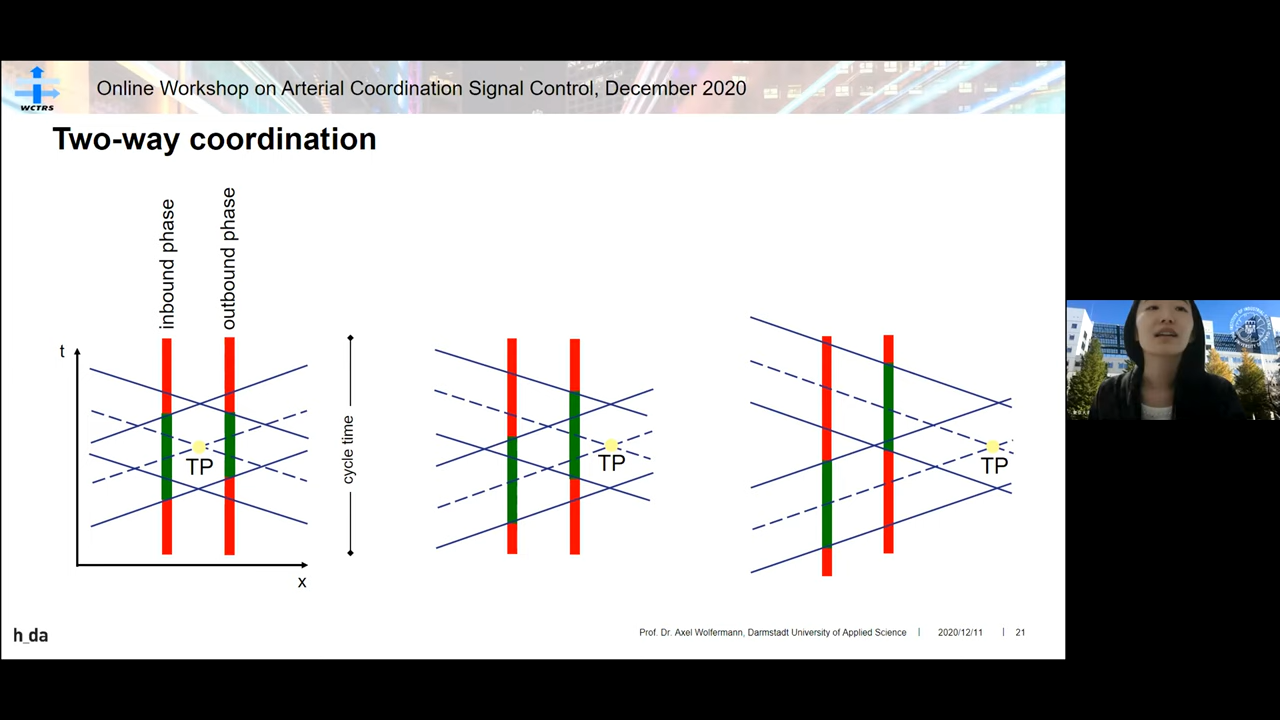 WCTRS
Online Workshop on Arterial Coordination Signal Control, December 2020
Two-way coordination
inbound phase
outbound phase
t
TP
x
cycle time
TP
TP
h_da
Prof. Dr. Axel Wolfermann, Darmstadt University of Applied Science | 2020/12/11 | 21